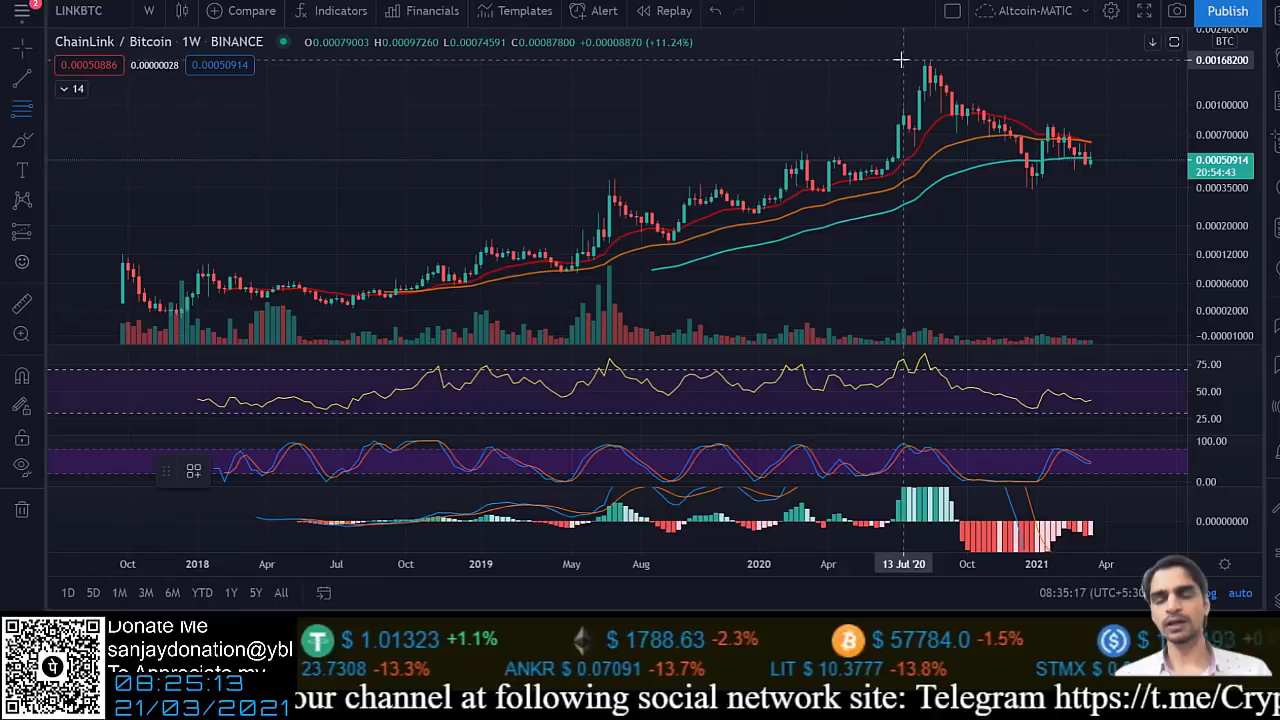 LINKBTC W Compare Indicators Financials Templates Alert Replay Altcoin-MATIC Publish
ChainLink / Bitcoin · 1W · BINANCE O0.00079003 H0.00097260 L0.00074591 C0.00087800 +0.00008870 (+11.24%)
BTC
0.00050886 0.00000028 0.00050914
14
0.00168200
0.00100000
0.00070000
0.00050914
20:54:43
0.00035000
0.00020000
0.00012000
0.00006000
0.00002000
−0.00001000
75.00
50.00
25.00
100.00
0.00
0.00000000
Oct 2018 Apr Jul Oct 2019 May Aug 2020 Apr 13 Jul '20 Oct 2021 Apr
1D 5D 1M 3M 6M YTD 1Y 5Y All 08:35:17 (UTC+5:30 auto
Donate Me
sanjaydonation@ybl
To Appreciate my
08:25:13
21/03/2021
$ 1.01323 +1.1% $ 1788.63 -2.3% $ 57784.0 -1.5%
23.7308 -13.3% ANKR $ 0.07091 -13.7% LIT $ 10.3777 -13.8% STMX $
our channel at following social network site: Telegram https://t.me/Cryp